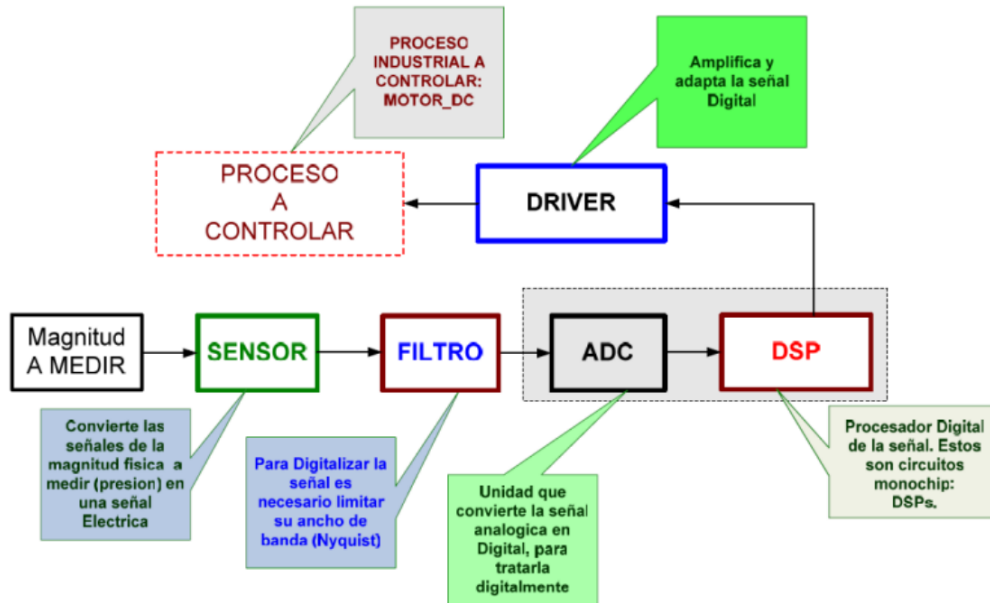 PROCESO
INDUSTRIAL A
CONTROLAR:
MOTOR_DC
Amplifica y
adapta la señal
Digital
PROCESO
A
CONTROLAR
DRIVER
Magnitud
A MEDIR
SENSOR
FILTRO
ADC
DSP
Convierte las
señales de la
magnitud fisica a
medir (presion) en
una señal
Electrica
Para Digitalizar la
señal es
necesario limitar
su ancho de
banda (Nyquist)
Unidad que
convierte la señal
analogica en
Digital, para
tratarla
digitalmente
Procesador Digital
de la señal. Estos
son circuitos
monochip:
DSPs.